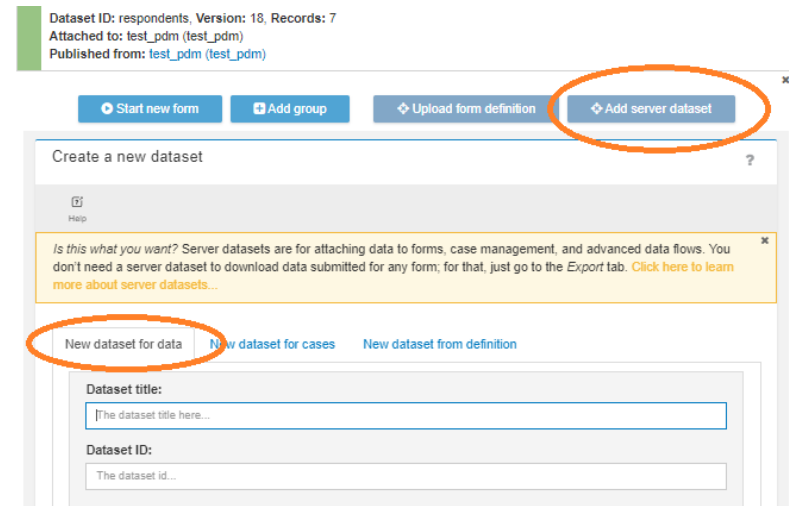 Dataset ID: respondents, Version: 18, Records: 7
Attached to: test_pdm (test_pdm)
Published from: test_pdm (test_pdm)
Start new form
Add group
Upload form definition
Add server dataset
Create a new dataset
?
Help
Is this what you want? Server datasets are for attaching data to forms, case management, and advanced data flows. You
don't need a server dataset to download data submitted for any form; for that, just go to the Export tab. Click here to learn
more about server datasets...
New dataset for data
New dataset for cases
New dataset from definition
Dataset title:
The dataset title here...
Dataset ID:
The dataset id...